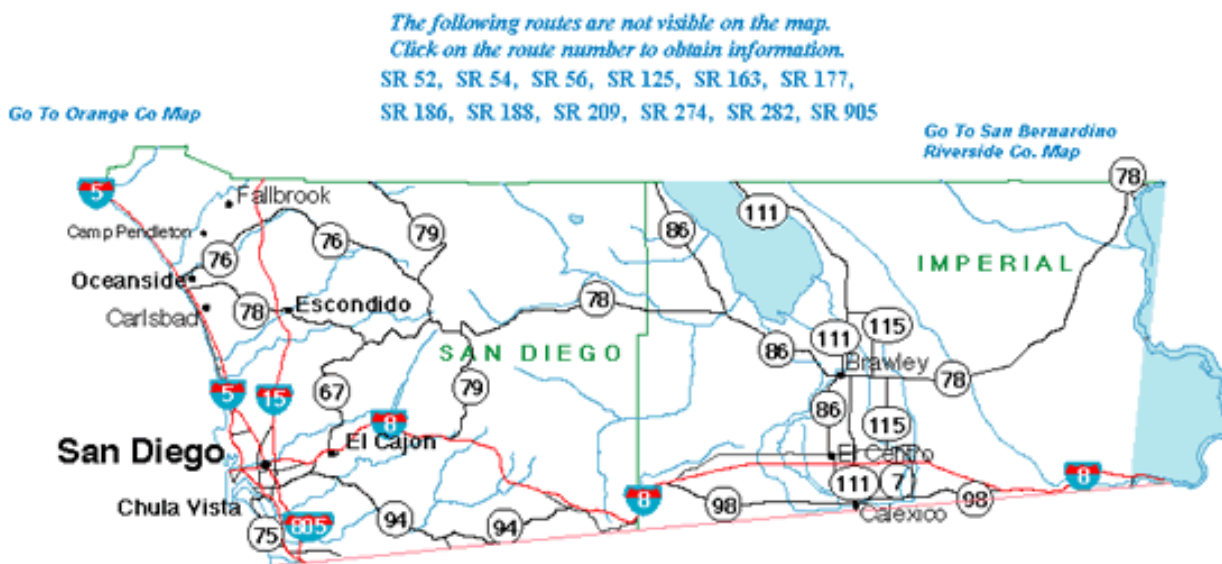 The following routes are not visible on the map.
Click on the route number to obtain information.
SR 52, SR 54, SR 56, SR 125, SR 163, SR 177,
SR 186, SR 188, SR 209, SR 274, SR 282, SR 905
Go To Orange Co Map
Go To San Bernardino
Riverside Co. Map
5
Fallbrook
78
111
86
79
Camp Pendleton
76
76
IMPERIAL
Oceanside
Carlsbad
78
Escondido
78
115
111
SAN DIEGO
86
Brawley
78
5
15
67
79
86
8
115
San Diego
El Cajon
El Centro
8
111
7
8
98
98
Chula Vista
Calexico
75
805
94
94